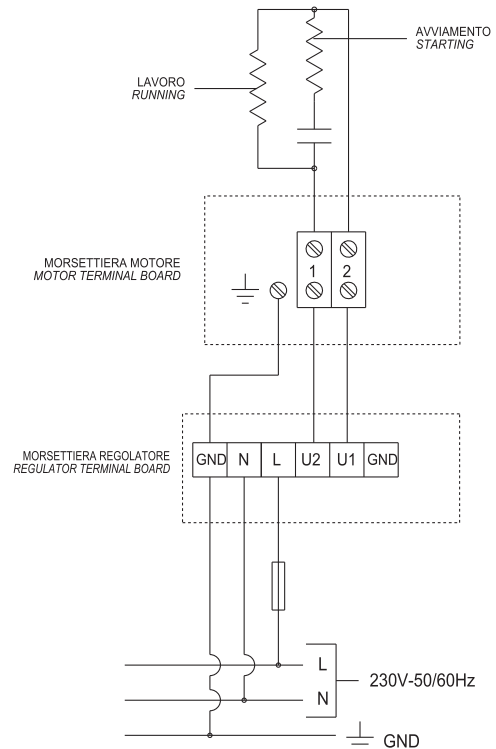 AVVIAMENTO
STARTING
LAVORO
RUNNING
MORSETTIERA MOTORE
MOTOR TERMINAL BOARD
1 2
MORSETTIERA REGOLATORE
REGULATOR TERMINAL BOARD
GND N L U2 U1 GND
L
230V-50/60Hz
N
GND